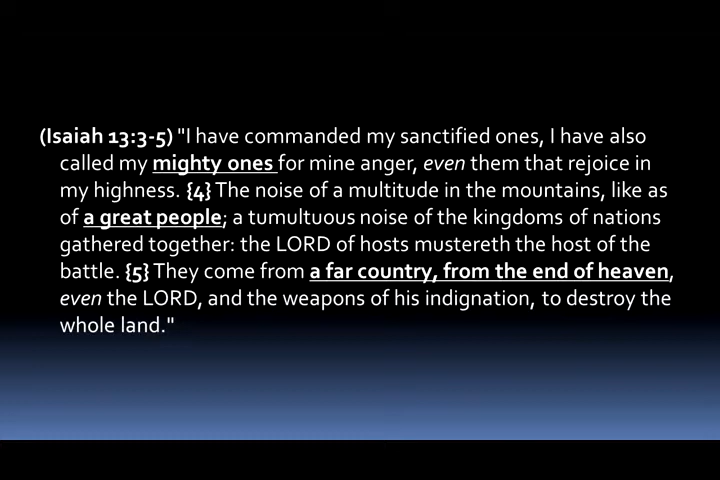 (Isaiah 13:3-5) "I have commanded my sanctified ones, I have also
called my mighty ones for mine anger, even them that rejoice in
my highness. {4} The noise of a multitude in the mountains, like as
of a great people; a tumultuous noise of the kingdoms of nations
gathered together: the LORD of hosts mustereth the host of the
battle. {5} They come from a far country, from the end of heaven,
even the LORD, and the weapons of his indignation, to destroy the
whole land."